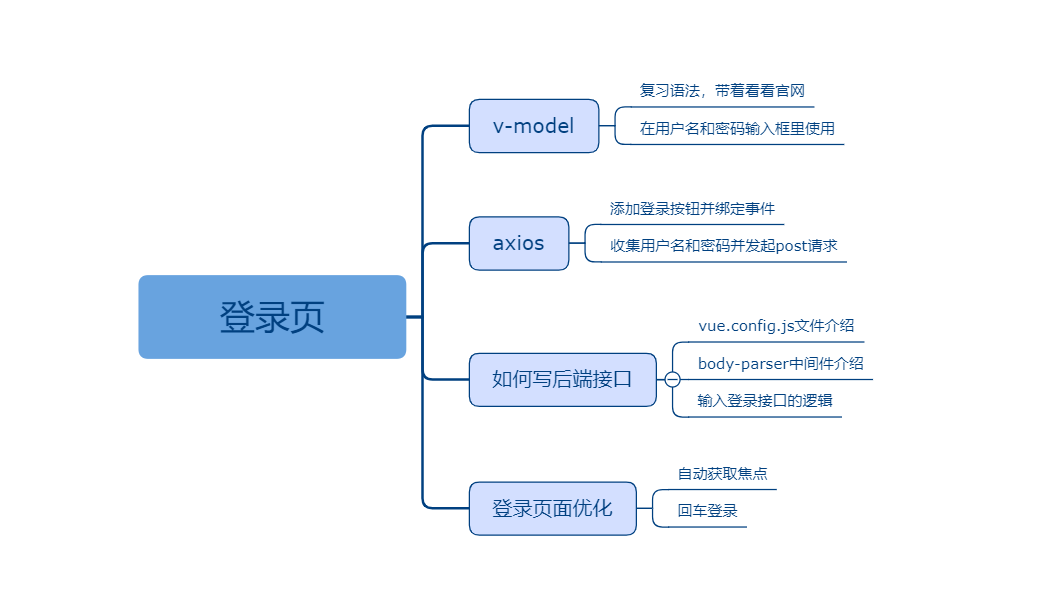 登录页
v-model
复习语法，带着看看官网
在用户名和密码输入框里使用
axios
添加登录按钮并绑定事件
收集用户名和密码并发起post请求
如何写后端接口
vue.config.js文件介绍
body-parser中间件介绍
输入登录接口的逻辑
登录页面优化
自动获取焦点
回车登录